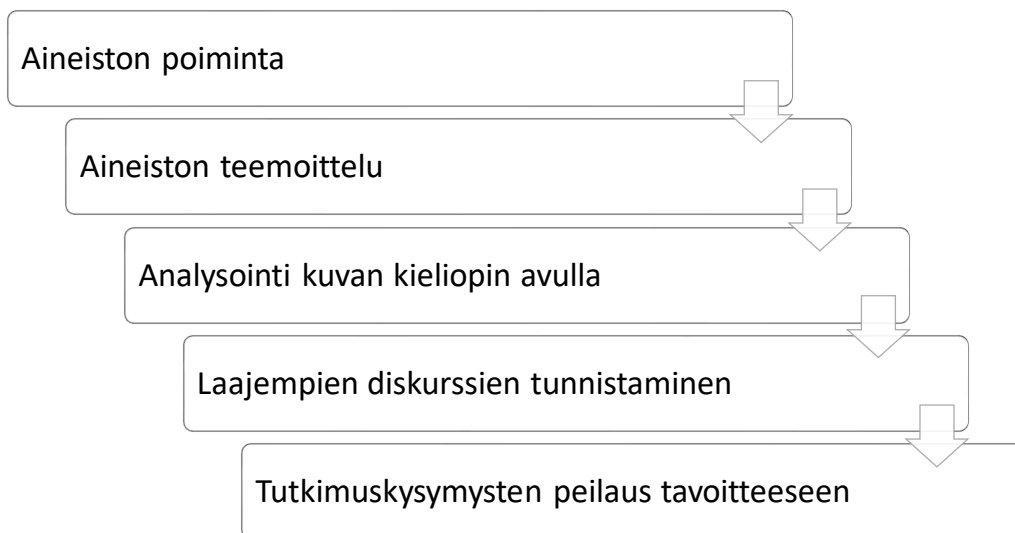 Aineiston poiminta
Aineiston teemoittelu
Analysointi kuvan kieliopin avulla
Laajempien diskurssien tunnistaminen
Tutkimuskysymysten peilaus tavoitteeseen